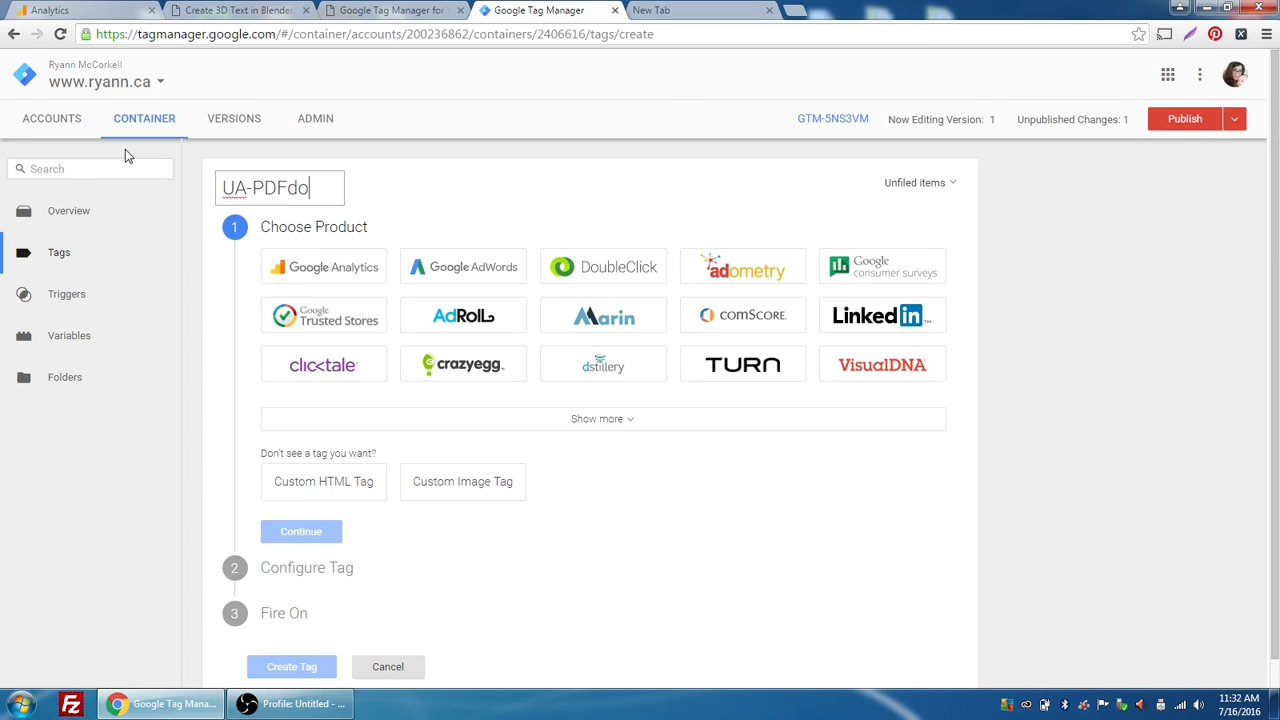 Analytics
Create 3D Text in Blender
Google Tag Manager for
Google Tag Manager
New Tab
https://tagmanager.google.com/#/container/accounts/200236862/containers/2406616/tags/create
Ryann McCorkell
www.ryann.ca
ACCOUNTS
CONTAINER
VERSIONS
ADMIN
GTM-5NS3VM
Now Editing Version: 1
Unpublished Changes: 1
Publish
Search
Overview
Tags
Triggers
Variables
Folders
UA-PDFdo
Unfiled items
1
Choose Product
Google Analytics
Google AdWords
DoubleClick
adometry
Google consumer surveys
Google Trusted Stores
AdRoll
Marin
comScore.
LinkedIn
clicktale
crazyegg
dstillery
TURN
VisualDNA
Show more
Don't see a tag you want?
Custom HTML Tag
Custom Image Tag
Continue
2
Configure Tag
3
Fire On
Create Tag
Cancel
Fz
Google Tag Mana...
Profile: Untitled - ...
11:32 AM
7/16/2016